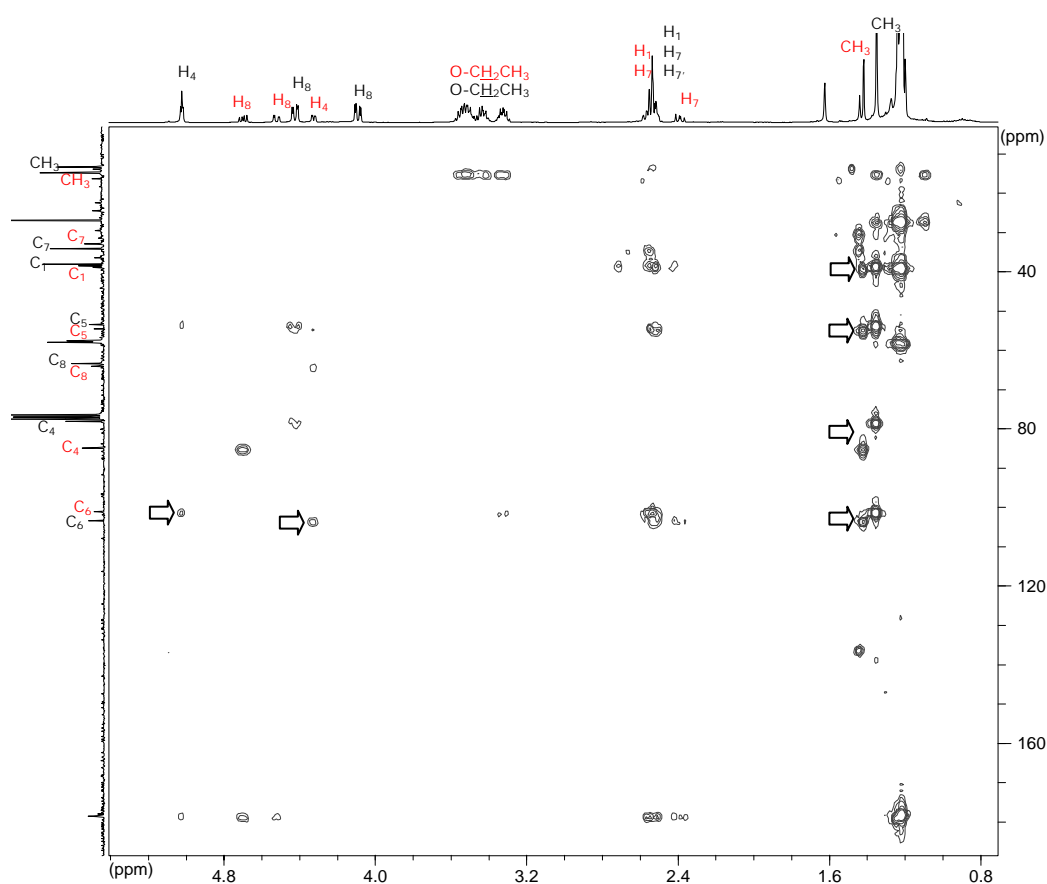 H₁
CH₃
CH₃
H₁
H₇
H₄
H₈
O-CH₂CH₃
H₇
H₇'
O-CH₂CH₃
H₈
H₈
H₈
H₄
H₇
(ppm)
CH₃
CH₃
C₇
C₇
C₁
C₁
40
C₅
C₅
C₈
C₈
C₄
80
C₄
C₆
C₆
120
160
(ppm)
4.8
4.0
3.2
2.4
1.6
0.8